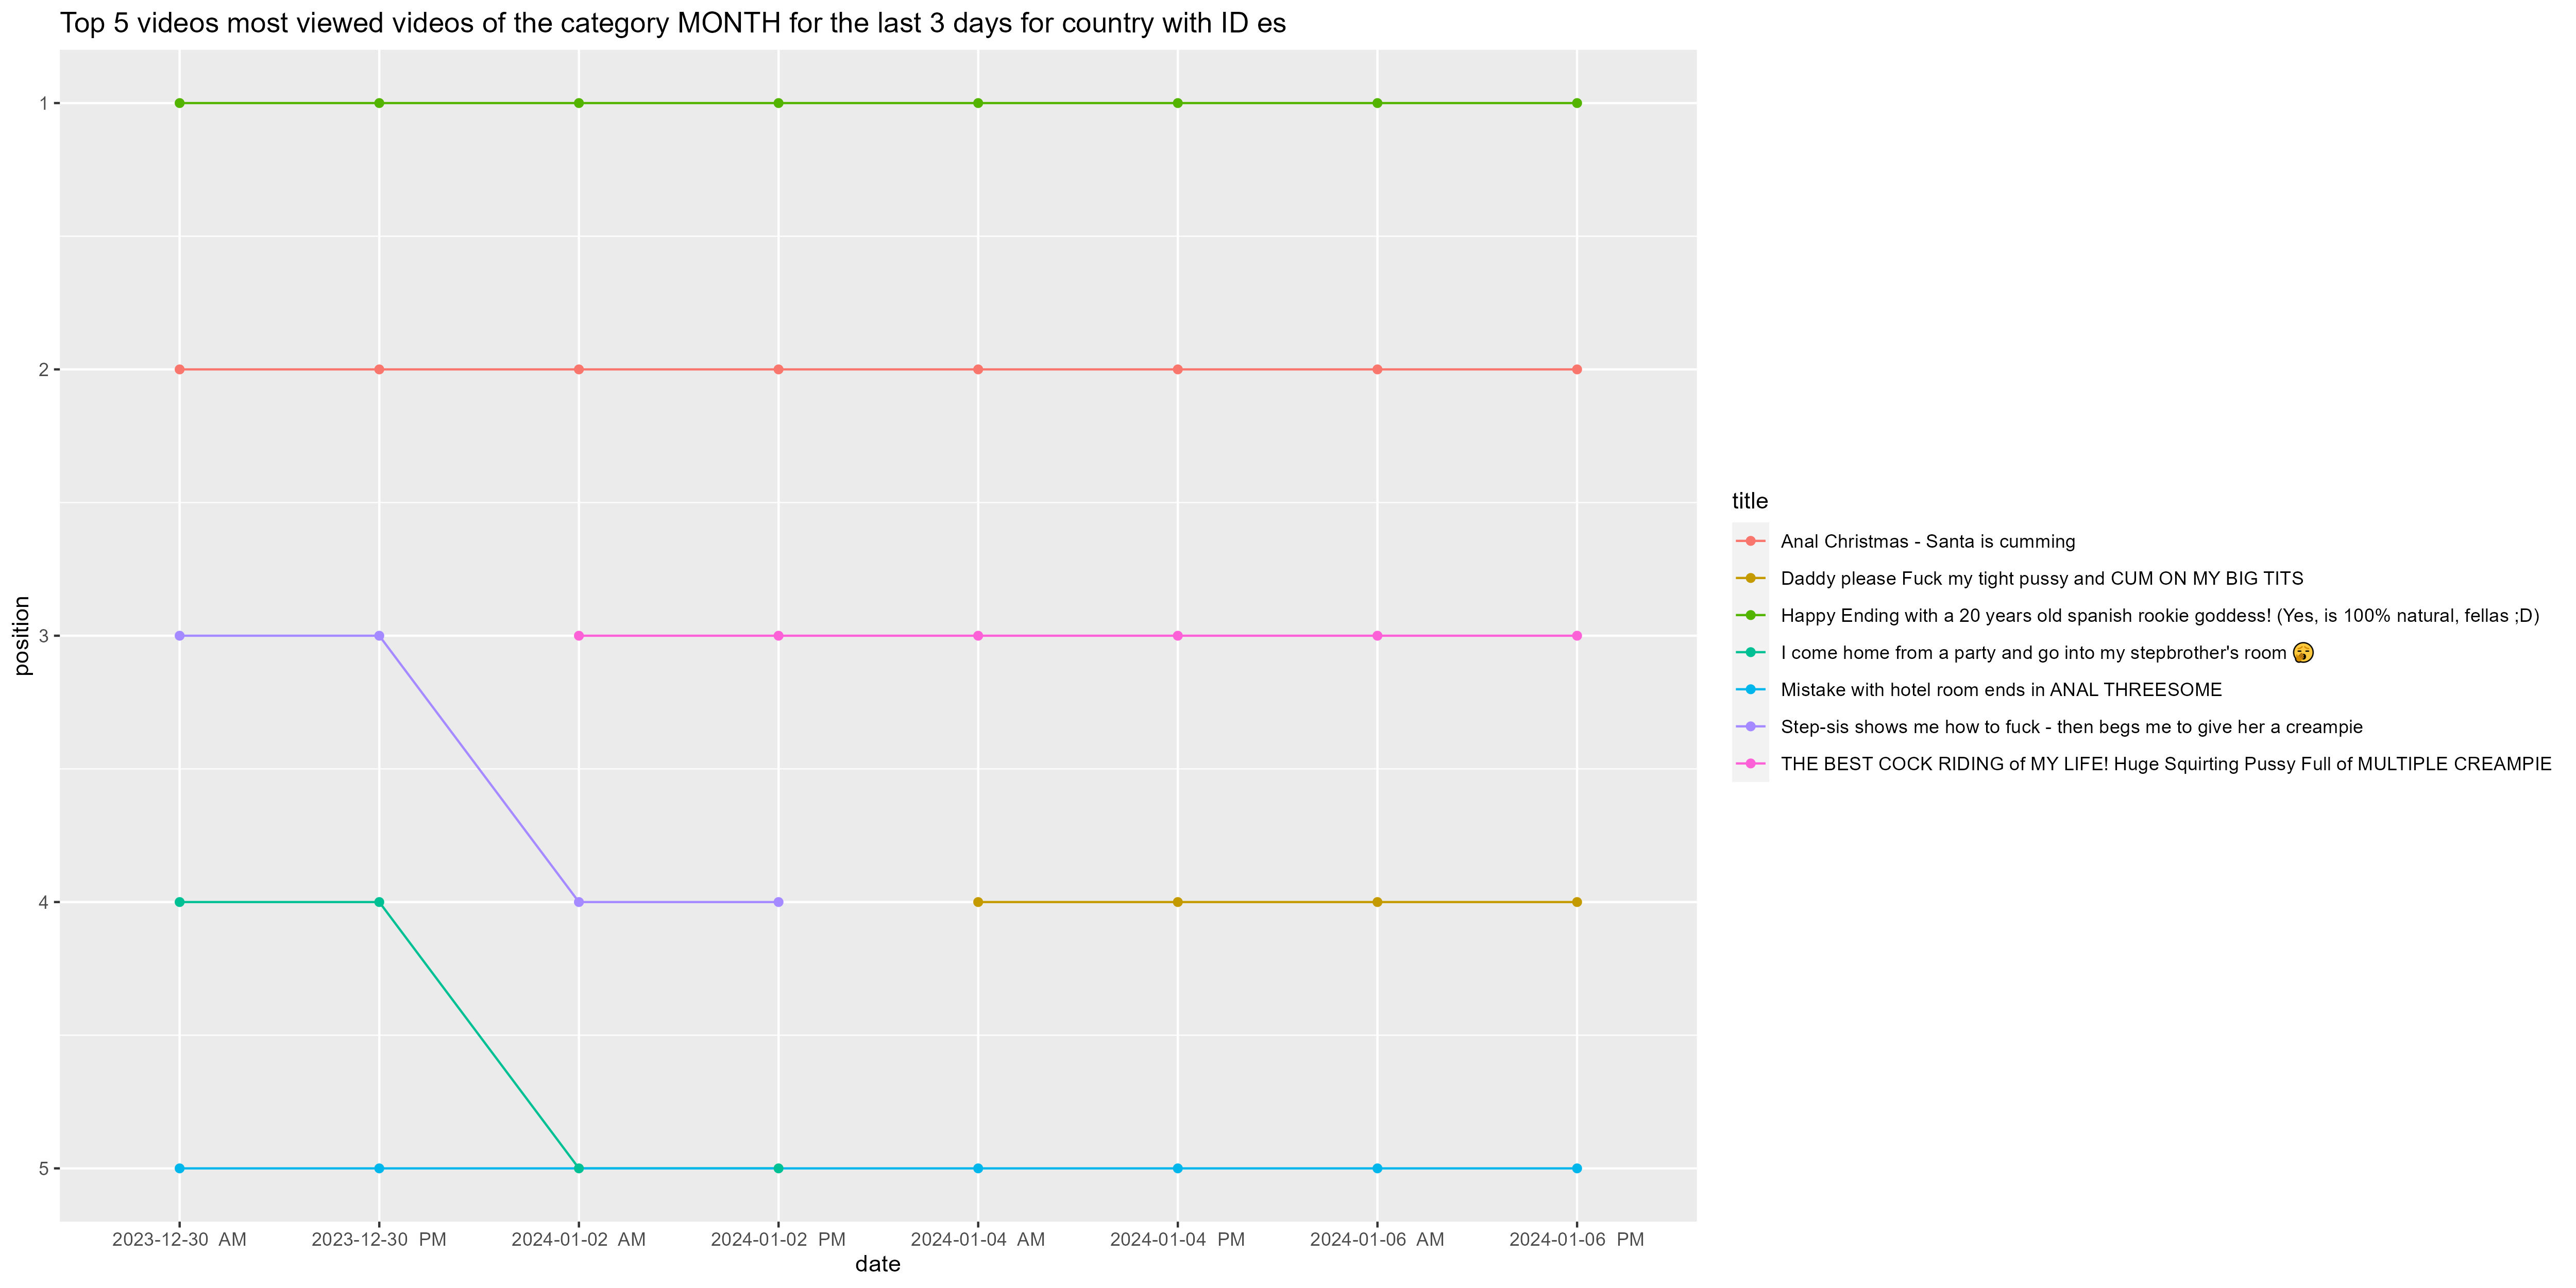 Top 5 videos most viewed videos of the category MONTH for the last 3 days for country with ID es
position
1
2
3
4
5
2023-12-30 AM
2023-12-30 PM
2024-01-02 AM
2024-01-02 PM
2024-01-04 AM
2024-01-04 PM
2024-01-06 AM
2024-01-06 PM
date
title
Anal Christmas - Santa is cumming
Daddy please Fuck my tight pussy and CUM ON MY BIG TITS
Happy Ending with a 20 years old spanish rookie goddess! (Yes, is 100% natural, fellas ;D)
I come home from a party and go into my stepbrother's room 🥱
Mistake with hotel room ends in ANAL THREESOME
Step-sis shows me how to fuck - then begs me to give her a creampie
THE BEST COCK RIDING of MY LIFE! Huge Squirting Pussy Full of MULTIPLE CREAMPIE